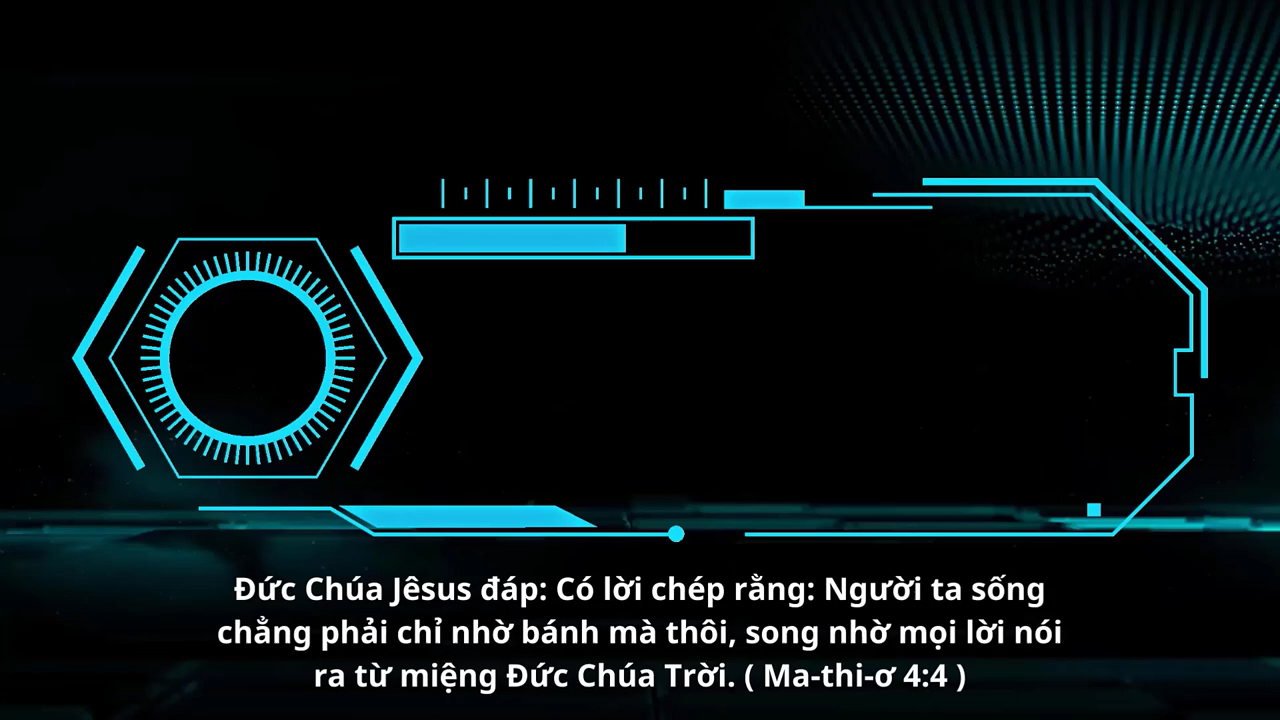 Đức Chúa Jêsus đáp: Có lời chép rằng: Người ta sống
chẳng phải chỉ nhờ bánh mà thôi, song nhờ mọi lời nói
ra từ miệng Đức Chúa Trời. ( Ma-thi-ơ 4:4 )